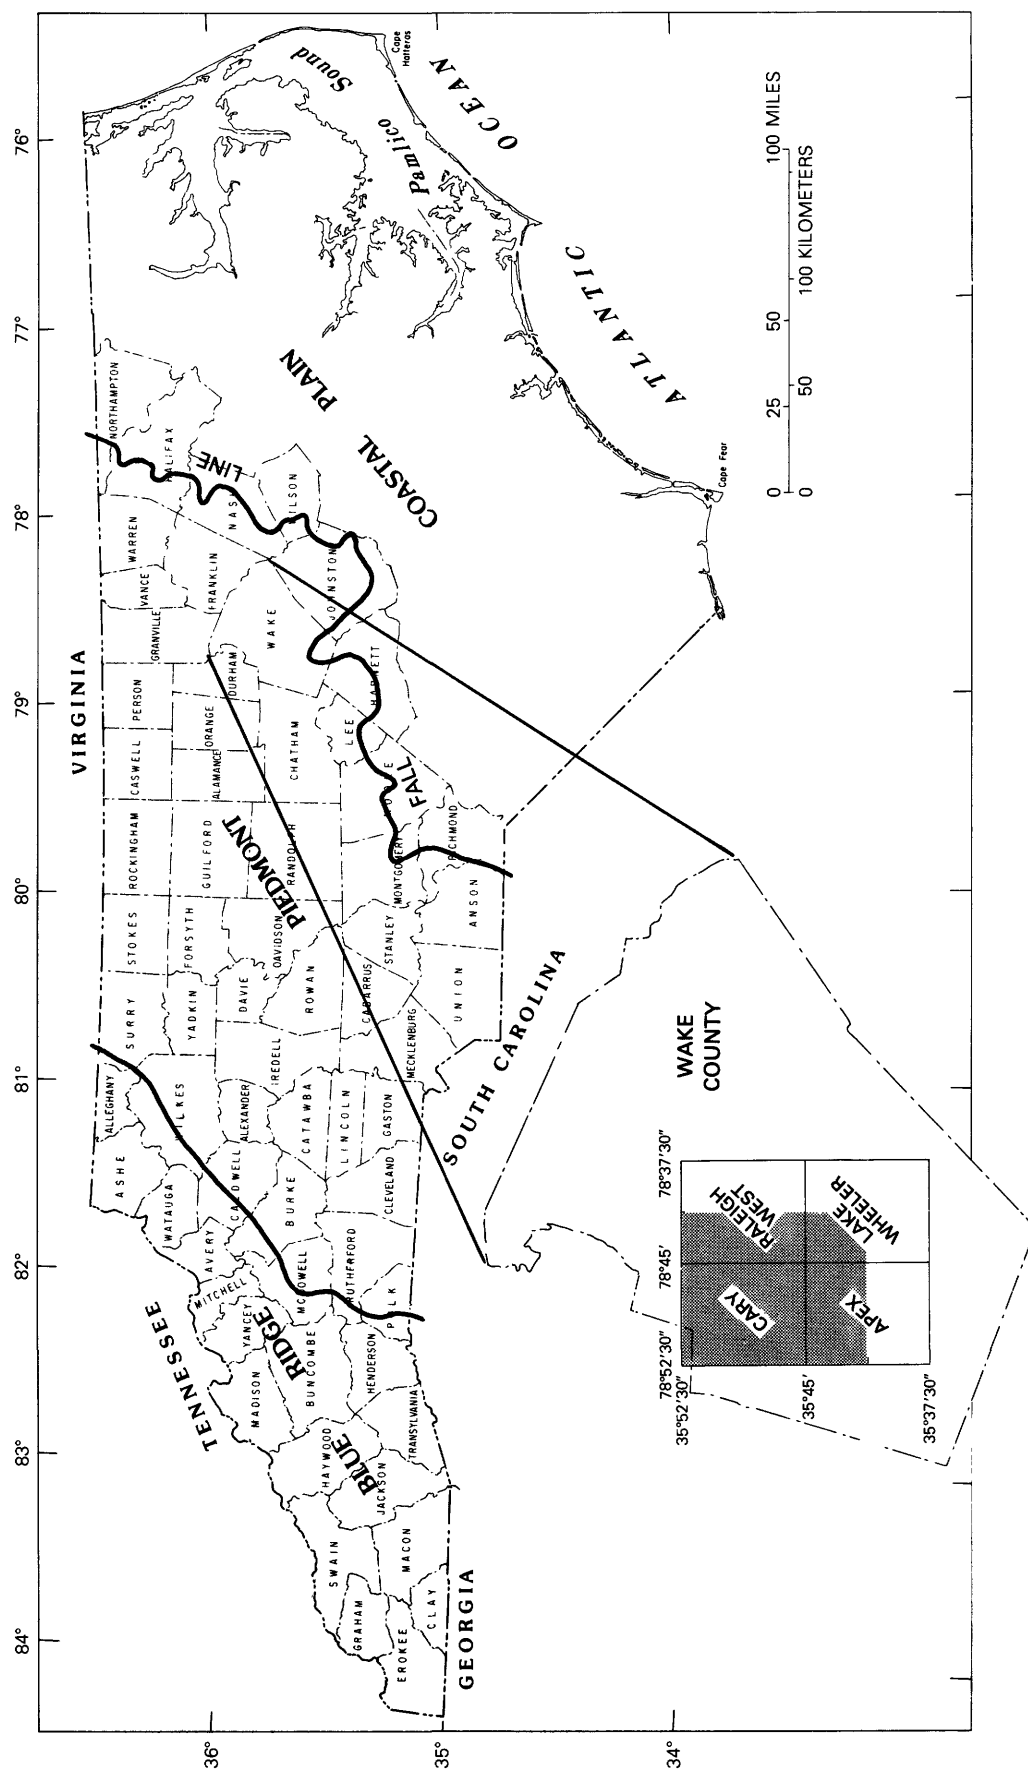 84°
83°
82°
81°
80°
79°
78°
77°
76°
36°
35°
34°
VIRGINIA
TENNESSEE
GEORGIA
SOUTH CAROLINA
BLUE
RIDGE
PIEDMONT
COASTAL
PLAIN
FALL
LINE
ATLANTIC
OCEAN
Pamlico
Sound
Cape
Hatteras
Cape Fear
NORTHAMPTON
HALIFAX
WARREN
VANCE
GRANVILLE
PERSON
CASWELL
ROCKINGHAM
STOKES
SURRY
ALLEGHANY
ASHE
WATAUGA
WILKES
YADKIN
FORSYTH
GUILFORD
ALAMANCE
ORANGE
DURHAM
FRANKLIN
NASH
WILSON
JOHNSTON
WAKE
CHATHAM
RANDOLPH
DAVIDSON
DAVIE
IREDELL
ALEXANDER
CALDWELL
AVERY
MITCHELL
YANCEY
MADISON
BUNCOMBE
MCDOWELL
BURKE
CATAWBA
ROWAN
LINCOLN
CABARRUS
STANLEY
MONTGOMERY
MOORE
LEE
HARNETT
RICHMOND
ANSON
UNION
MECKLENBURG
GASTON
CLEVELAND
RUTHERFORD
POLK
HENDERSON
TRANSYLVANIA
HAYWOOD
JACKSON
SWAIN
MACON
GRAHAM
EROKEE
CLAY
0 25 50 100 MILES
0 50 100 KILOMETERS
WAKE
COUNTY
78°52'30"
78°45'
78°37'30"
35°52'30"
35°45'
35°37'30"
CARY
RALEIGH
WEST
APEX
LAKE
WHEELER